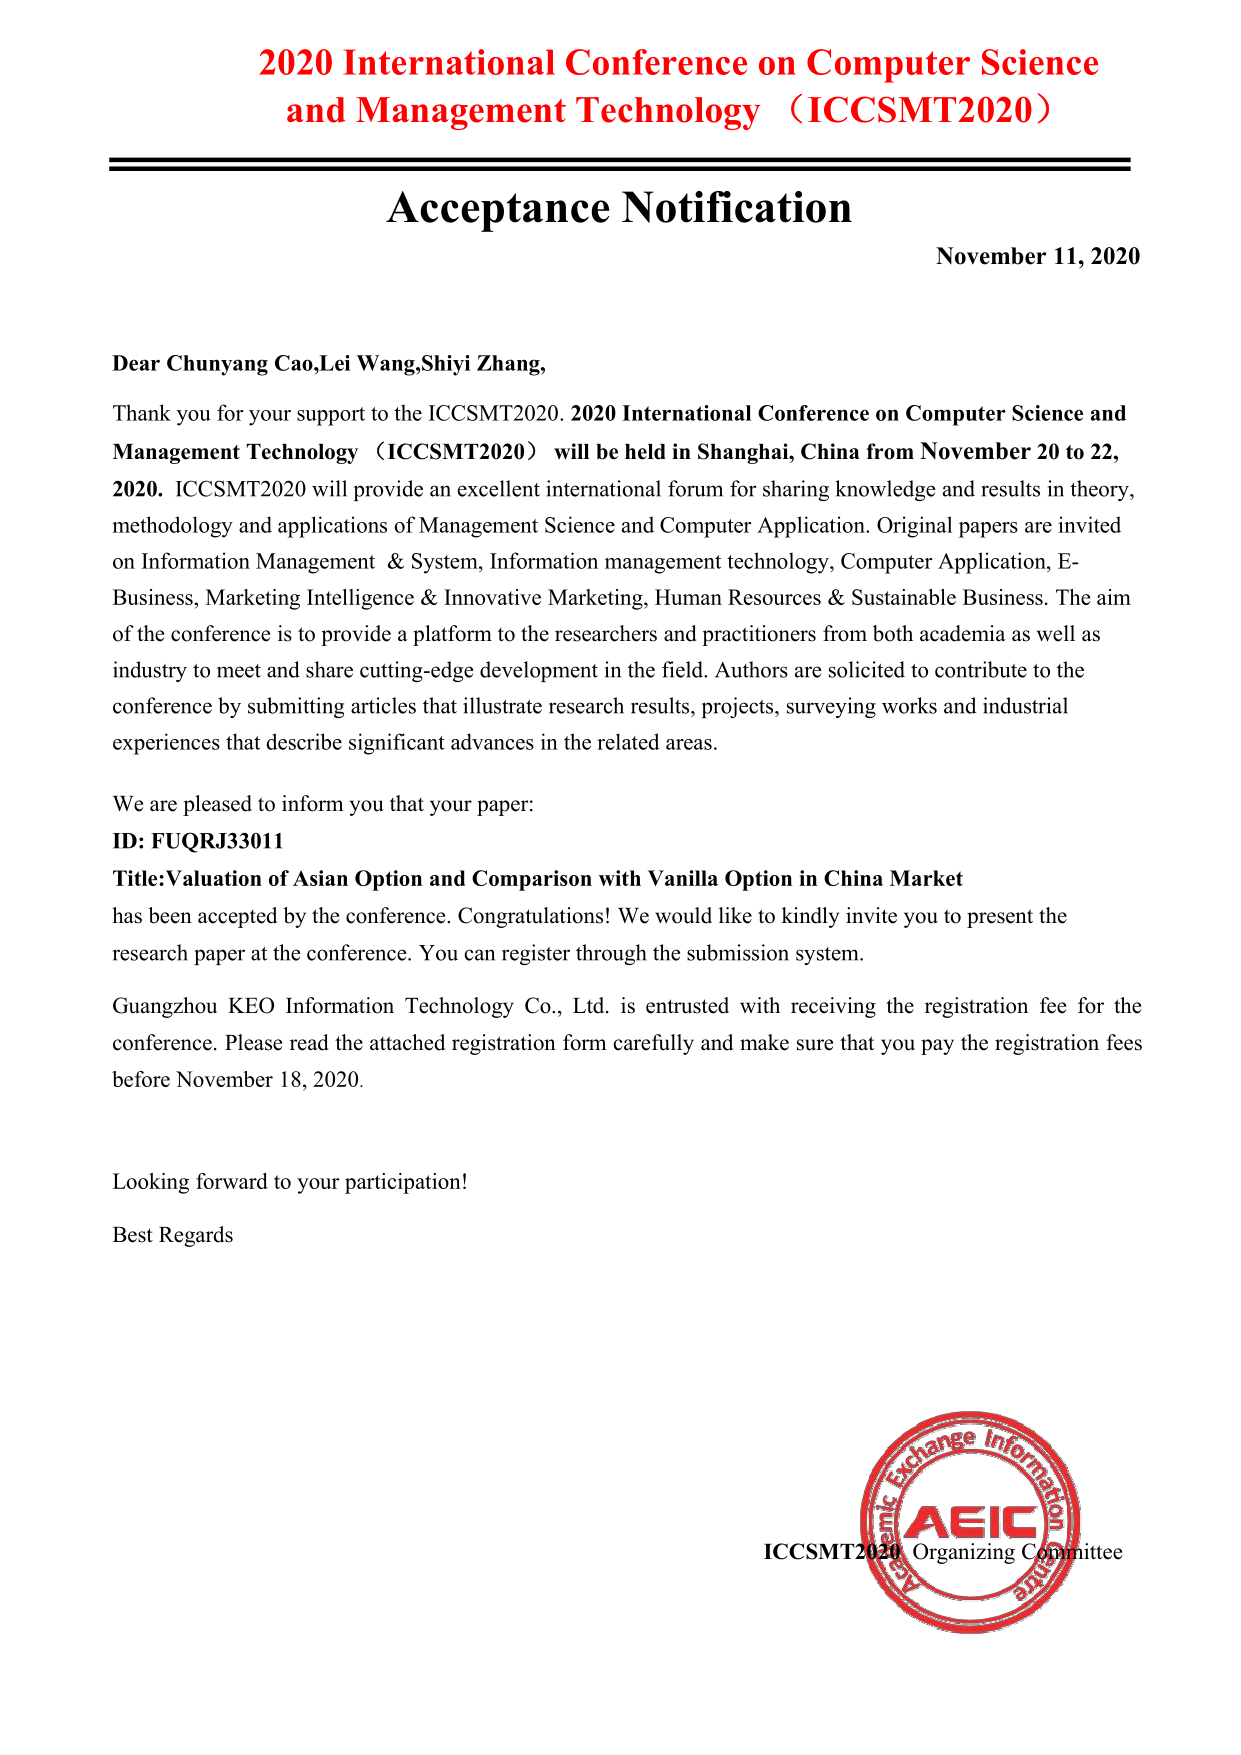 2020 International Conference on Computer Science
and Management Technology （ICCSMT2020）
Acceptance Notification
November 11, 2020
Dear Chunyang Cao,Lei Wang,Shiyi Zhang,
Thank you for your support to the ICCSMT2020. 2020 International Conference on Computer Science and
Management Technology （ICCSMT2020） will be held in Shanghai, China from November 20 to 22,
2020. ICCSMT2020 will provide an excellent international forum for sharing knowledge and results in theory,
methodology and applications of Management Science and Computer Application. Original papers are invited
on Information Management & System, Information management technology, Computer Application, E-
Business, Marketing Intelligence & Innovative Marketing, Human Resources & Sustainable Business. The aim
of the conference is to provide a platform to the researchers and practitioners from both academia as well as
industry to meet and share cutting-edge development in the field. Authors are solicited to contribute to the
conference by submitting articles that illustrate research results, projects, surveying works and industrial
experiences that describe significant advances in the related areas.
We are pleased to inform you that your paper:
ID: FUQRJ33011
Title:Valuation of Asian Option and Comparison with Vanilla Option in China Market
has been accepted by the conference. Congratulations! We would like to kindly invite you to present the
research paper at the conference. You can register through the submission system.
Guangzhou KEO Information Technology Co., Ltd. is entrusted with receiving the registration fee for the
conference. Please read the attached registration form carefully and make sure that you pay the registration fees
before November 18, 2020.
Looking forward to your participation!
Best Regards
Academic Exchange Information Centre
AEIC
ICCSMT2020 Organizing Committee